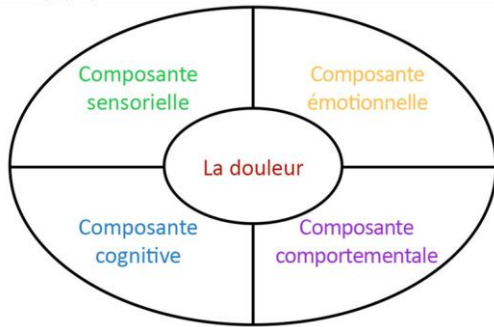 Composante
sensorielle
Composante
émotionnelle
La douleur
Composante
cognitive
Composante
comportementale